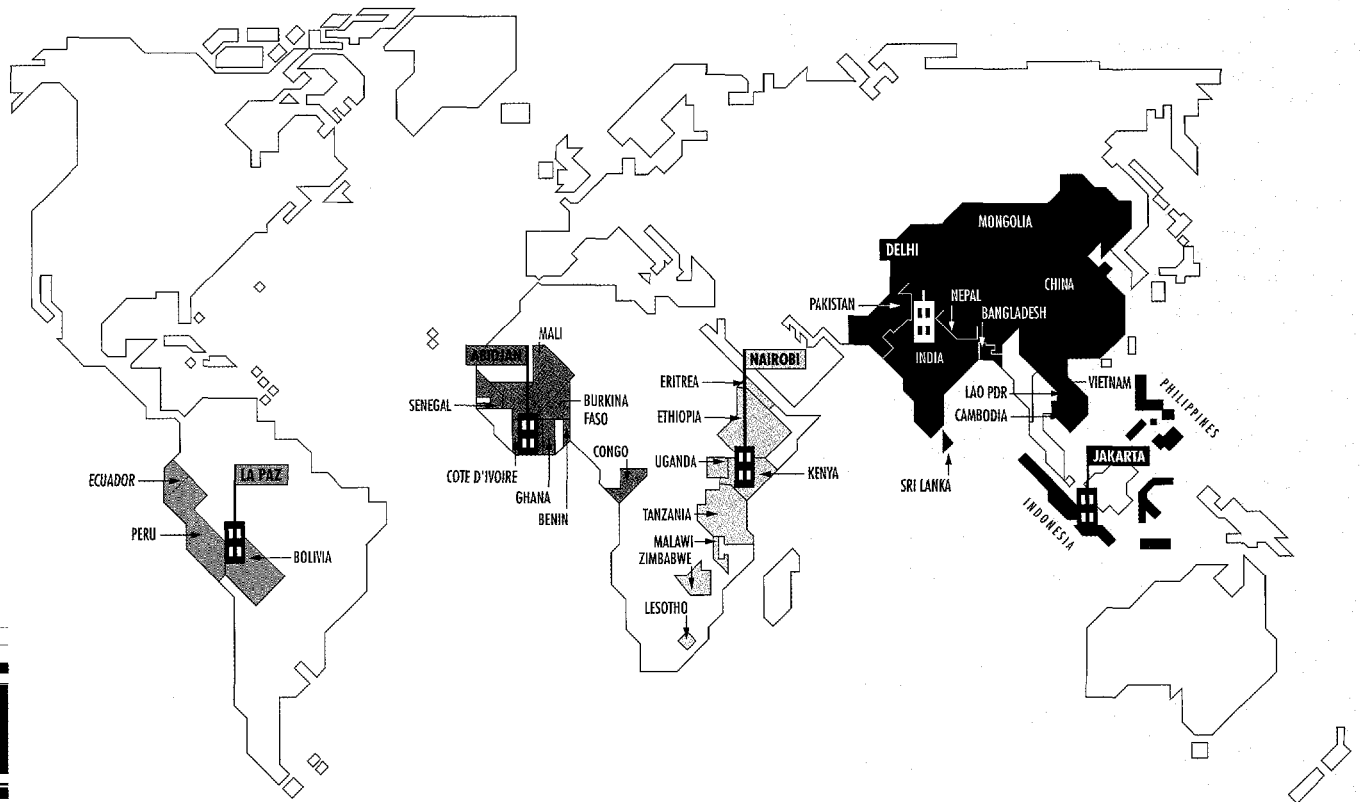 MONGOLIA
DELHI
CHINA
PAKISTAN
NEPAL
BANGLADESH
INDIA
MALI
ABIDJAN
NAIROBI
ERITREA
SENEGAL
BURKINA
FASO
ETHIOPIA
VIETNAM
LAO PDR
CAMBODIA
PHILIPPINES
CONGO
UGANDA
KENYA
JAKARTA
SRI LANKA
INDONESIA
ECUADOR
LA PAZ
COTE D'IVOIRE
GHANA
BENIN
TANZANIA
PERU
BOLIVIA
MALAWI
ZIMBABWE
LESOTHO